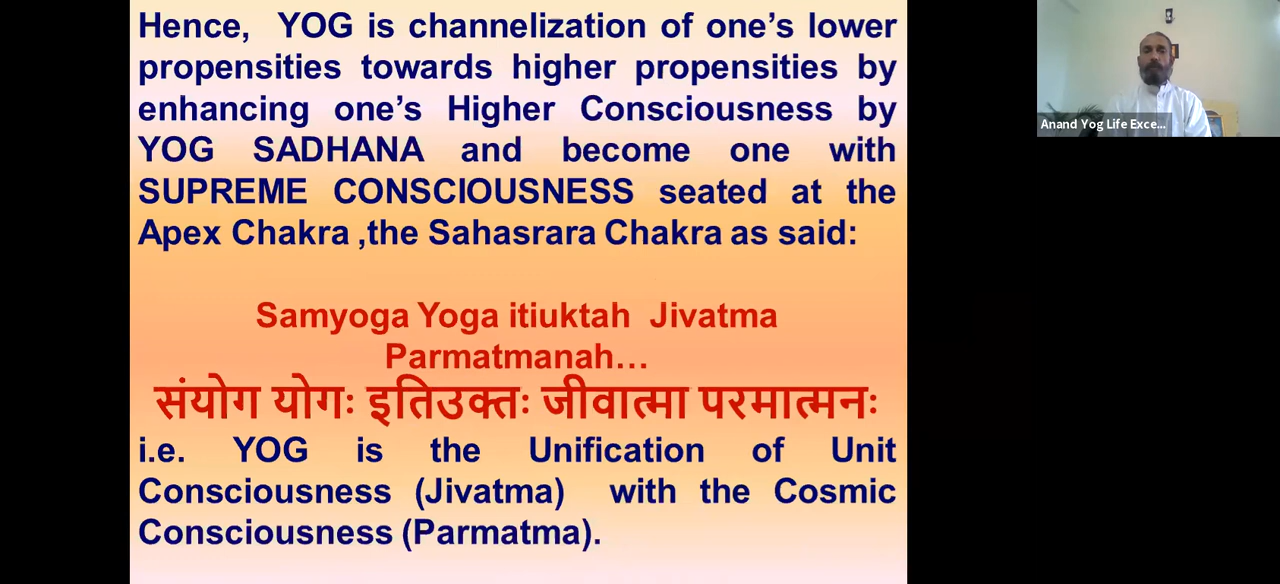 Hence, YOG is channelization of one’s lower
propensities towards higher propensities by
enhancing one’s Higher Consciousness by
YOG SADHANA and become one with
SUPREME CONSCIOUSNESS seated at the
Apex Chakra ,the Sahasrara Chakra as said:
Samyoga Yoga itiuktah Jivatma
Parmatmanah…
संयोग योगः इतिउक्तः जीवात्मा परमात्मनः
i.e. YOG is the Unification of Unit
Consciousness (Jivatma) with the Cosmic
Consciousness (Parmatma).
Anand Yog Life Exce...